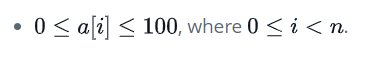 • 0 ≤ a[i] ≤ 100, where 0 ≤ i < n.